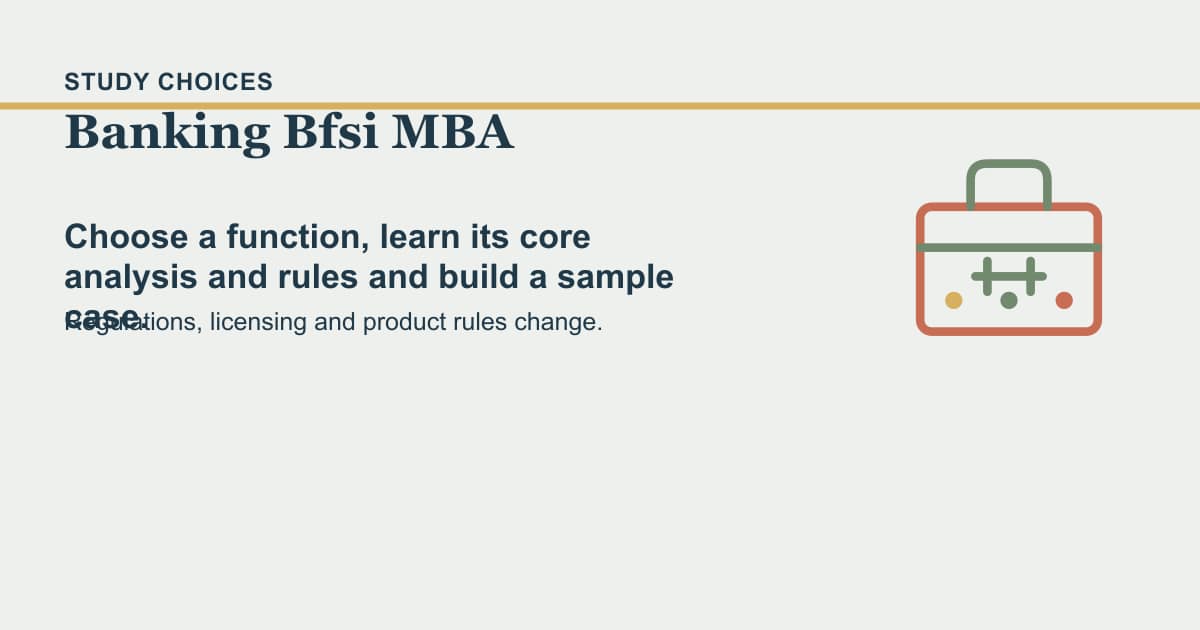 STUDY CHOICES
Banking Bfsi MBA
Choose a function, learn its core
analysis and rules and build a sample
case.
Regulations, licensing and product rules change.